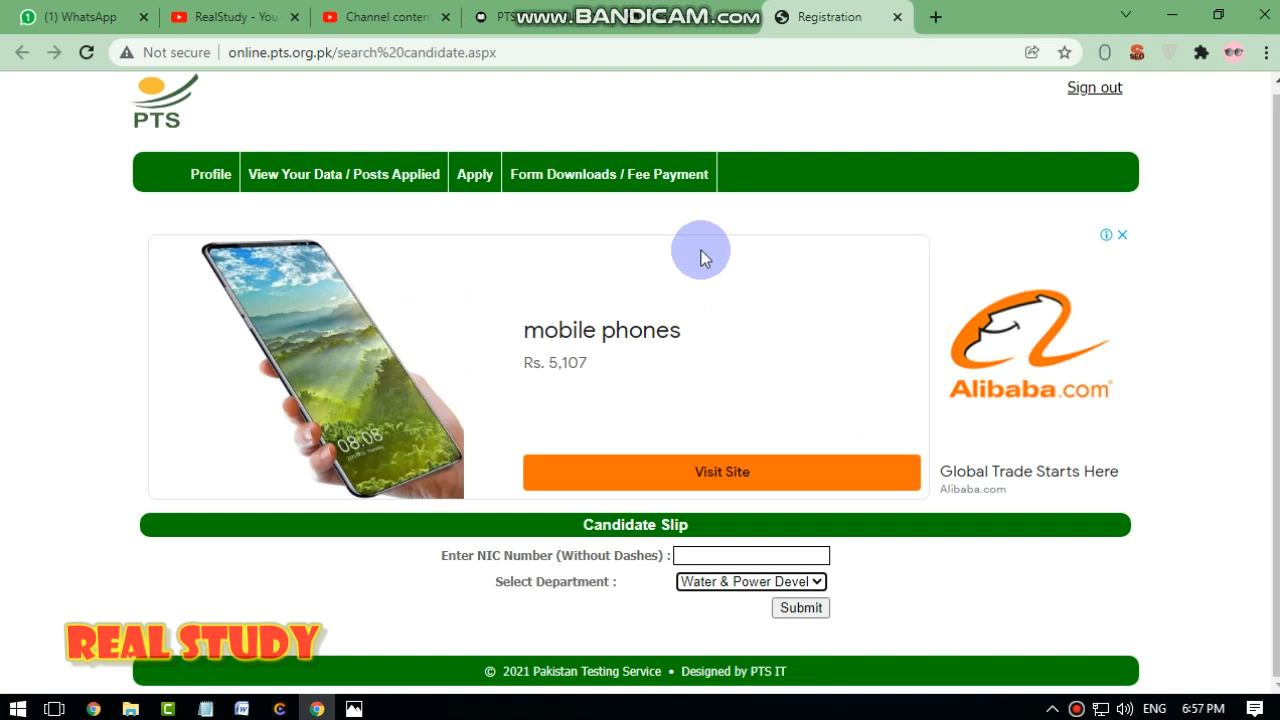 WhatsApp
RealStudy - You
Channel conten
PTS
www.BANDICAM.com
Registration
Not secure
online.pts.org.pk/search%20candidate.aspx
SEO
PTS
Sign out
Profile
View Your Data / Posts Applied
Apply
Form Downloads / Fee Payment
mobile phones
Rs. 5,107
08:08
Visit Site
Alibaba.com
Global Trade Starts Here
Alibaba.com
Candidate Slip
Enter NIC Number (Without Dashes) :
Select Department :
Water & Power Devel
Submit
REAL STUDY
© 2021 Pakistan Testing Service • Designed by PTS IT
ENG
6:57 PM